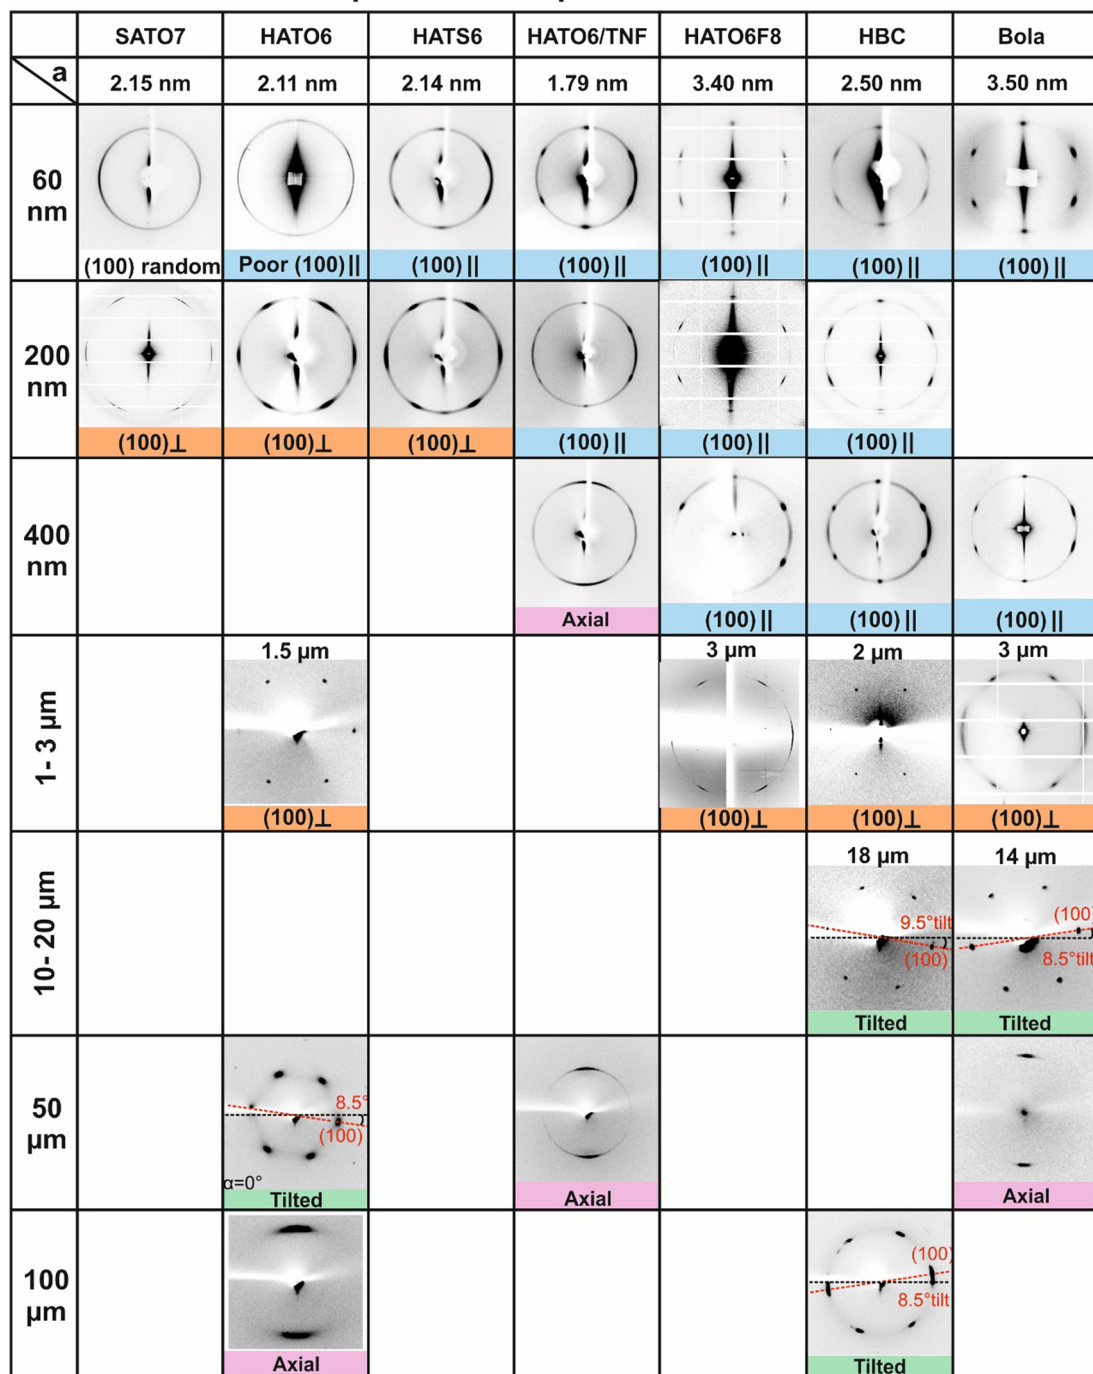 SATO7 HATO6 HATS6 HATO6/TNF HATO6F8 HBC Bola
a 2.15 nm 2.11 nm 2.14 nm 1.79 nm 3.40 nm 2.50 nm 3.50 nm
60
nm
(100) random Poor (100) || (100) || (100) || (100) || (100) || (100) ||
200
nm
(100)⊥ (100)⊥ (100)⊥ (100) || (100) || (100) ||
400
nm
Axial (100) || (100) || (100) ||
1- 3 µm
1.5 µm 3 µm 2 µm 3 µm
(100)⊥ (100)⊥ (100)⊥ (100)⊥
10- 20 µm
18 µm 14 µm
9.5°tilt (100)
(100) 8.5°tilt
Tilted Tilted
50
µm
8.5°
(100)
α=0°
Tilted Axial Axial
100
µm
(100)
8.5°tilt
Axial Tilted